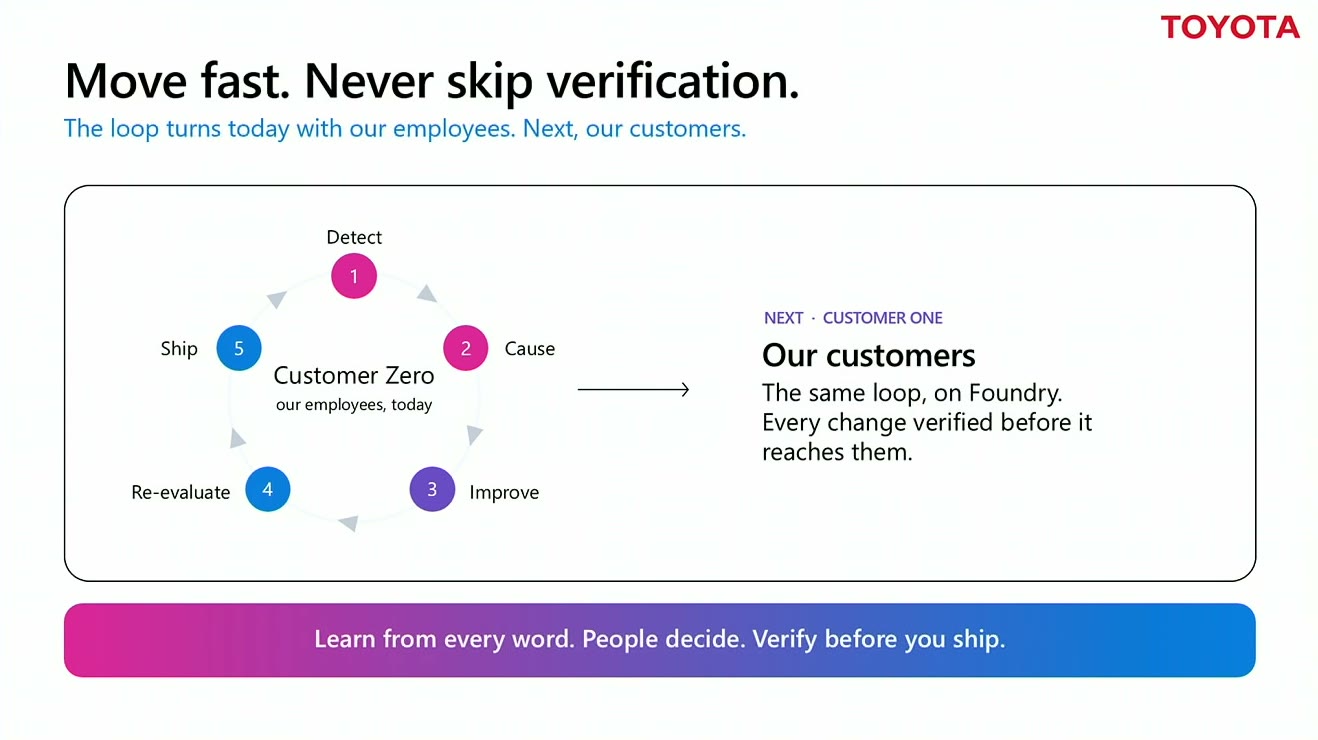 TOYOTA
Move fast. Never skip verification.
The loop turns today with our employees. Next, our customers.
Detect
1
2
Cause
3
Improve
4
Re-evaluate
5
Ship
Customer Zero
our employees, today
NEXT · CUSTOMER ONE
Our customers
The same loop, on Foundry.
Every change verified before it
reaches them.
Learn from every word. People decide. Verify before you ship.